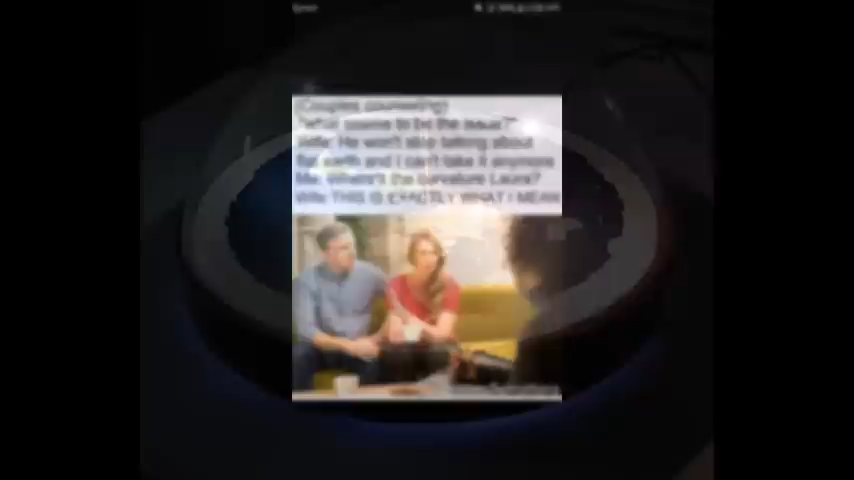 (Couples counseling)
"what seems to be the issue?"
Wife: He won't stop talking about
flat earth and I can't take it anymore
Me: Where's the curvature Laura?
Wife: THIS IS EXACTLY WHAT I MEAN